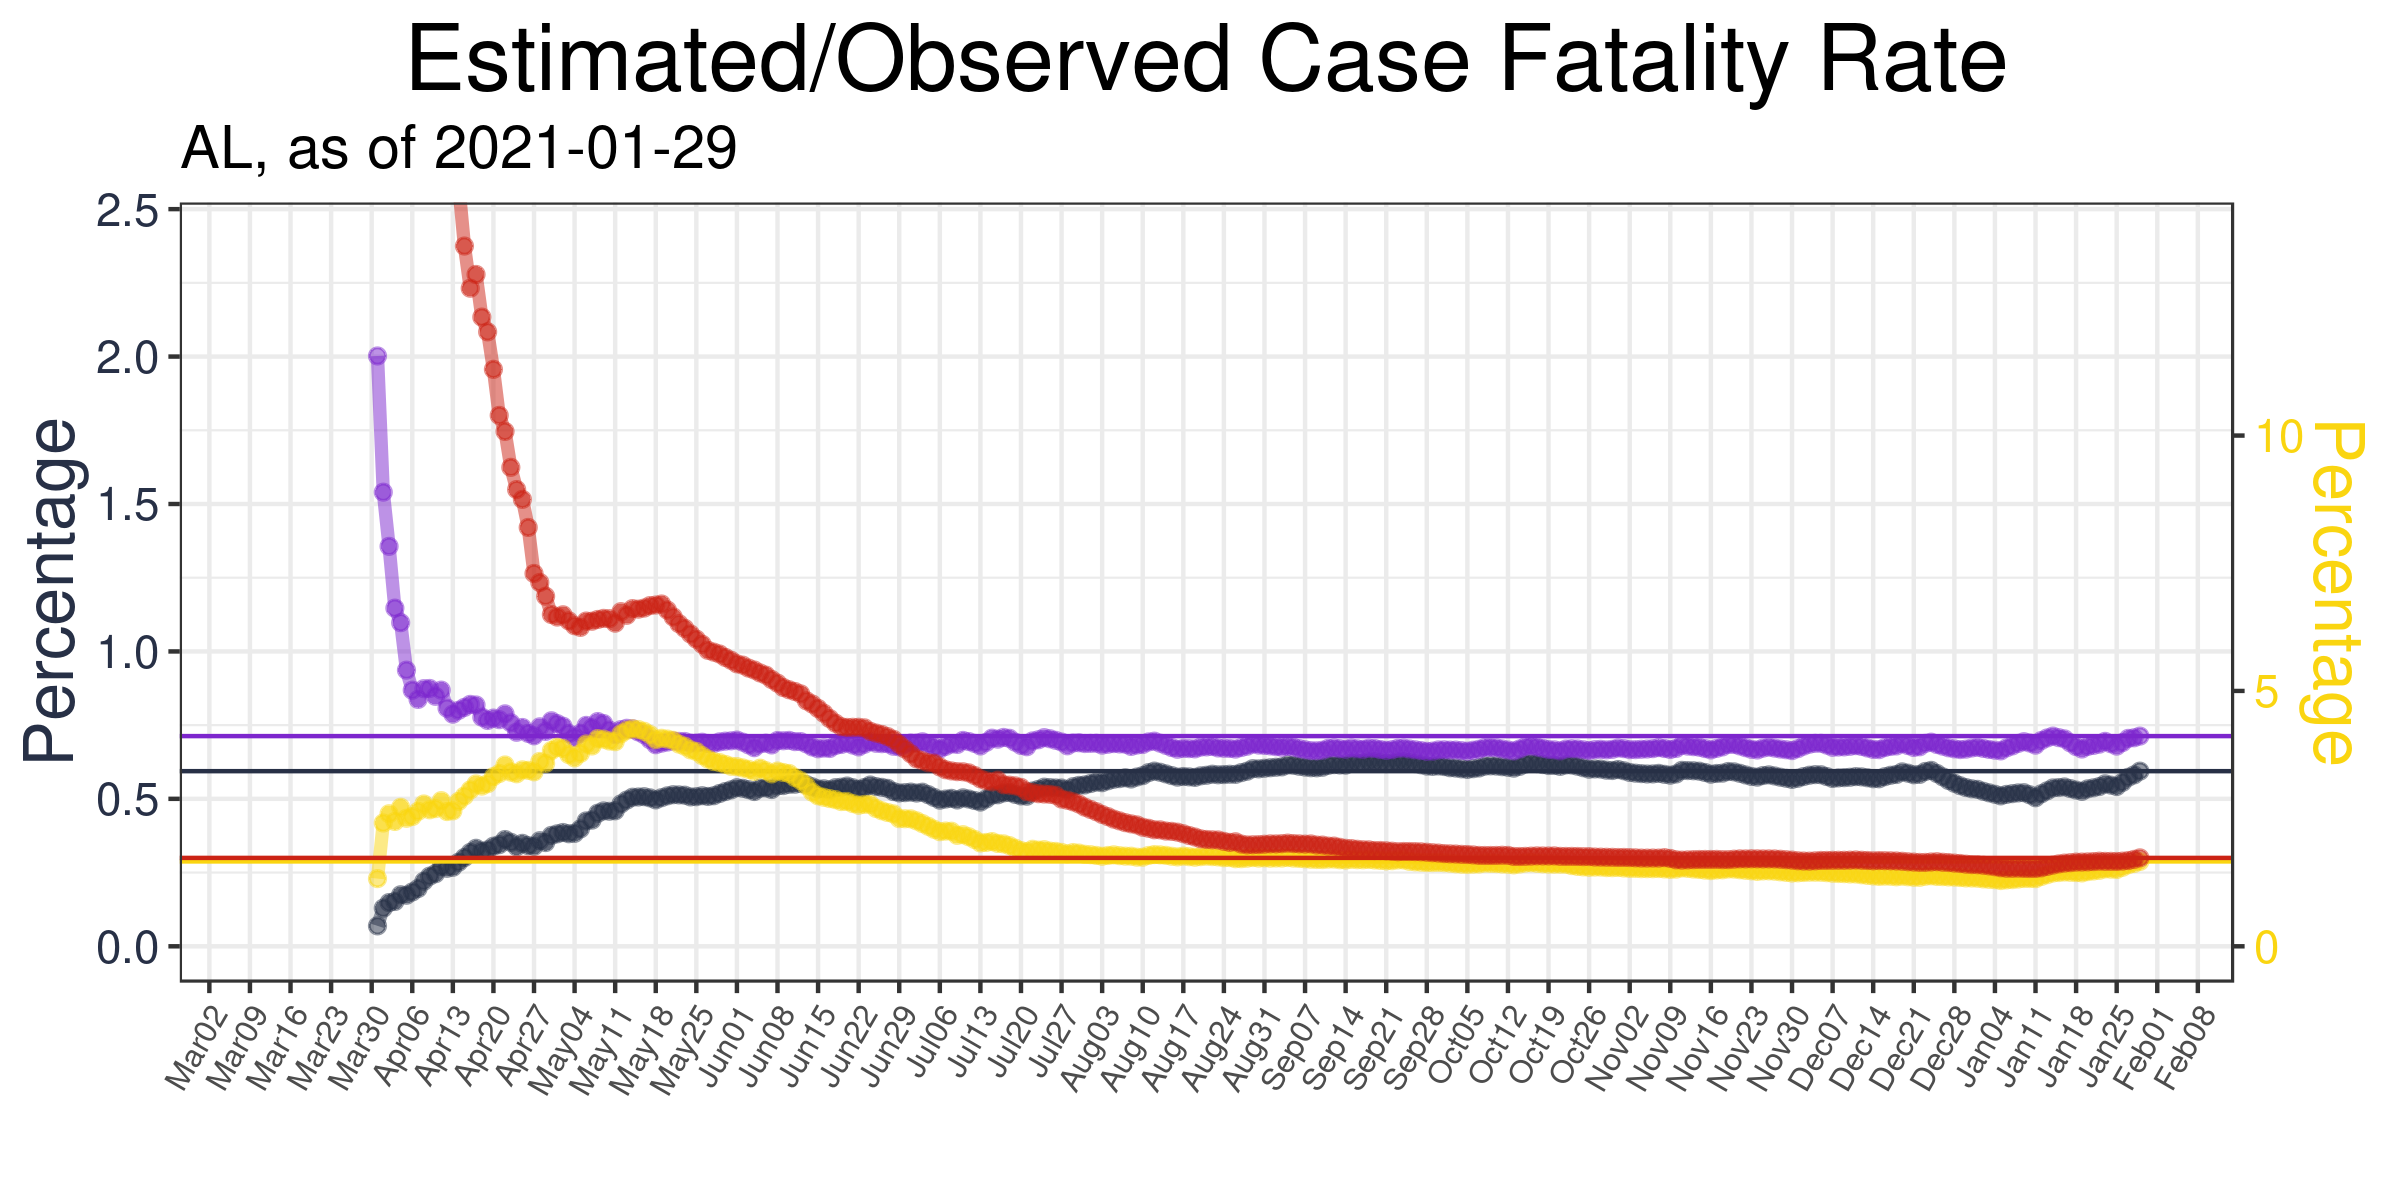 Estimated/Observed Case Fatality Rate
AL, as of 2021-01-29
Percentage
2.5
2.0
1.5
1.0
0.5
0.0
10
5
0
Percentage
Mar02
Mar09
Mar16
Mar23
Mar30
Apr06
Apr13
Apr20
Apr27
May04
May11
May18
May25
Jun01
Jun08
Jun15
Jun22
Jun29
Jul06
Jul13
Jul20
Jul27
Aug03
Aug10
Aug17
Aug24
Aug31
Sep07
Sep14
Sep21
Sep28
Oct05
Oct12
Oct19
Oct26
Nov02
Nov09
Nov16
Nov23
Nov30
Dec07
Dec14
Dec21
Dec28
Jan04
Jan11
Jan18
Jan25
Feb01
Feb08